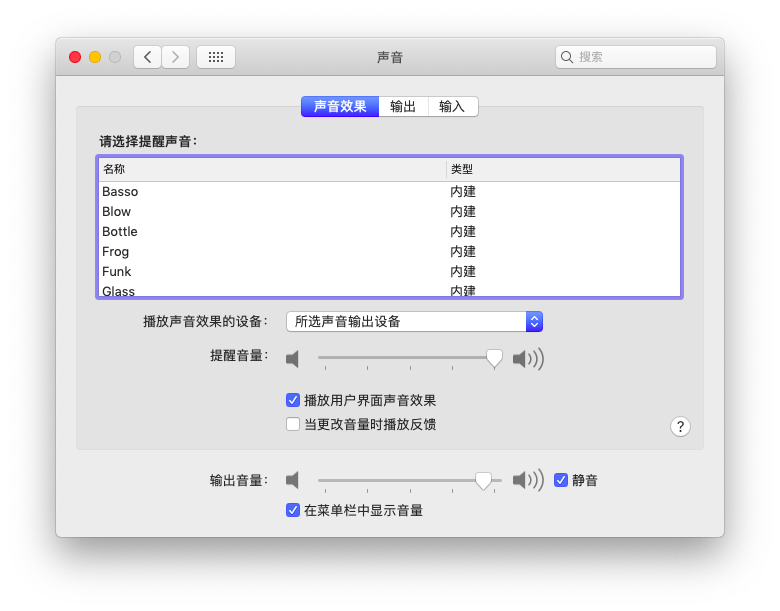 声音
搜索
声音效果 输出 输入
请选择提醒声音：
名称 类型
Basso 内建
Blow 内建
Bottle 内建
Frog 内建
Funk 内建
Glass 内建
播放声音效果的设备： 所选声音输出设备
提醒音量：
播放用户界面声音效果
当更改音量时播放反馈
?
输出音量： 静音
在菜单栏中显示音量